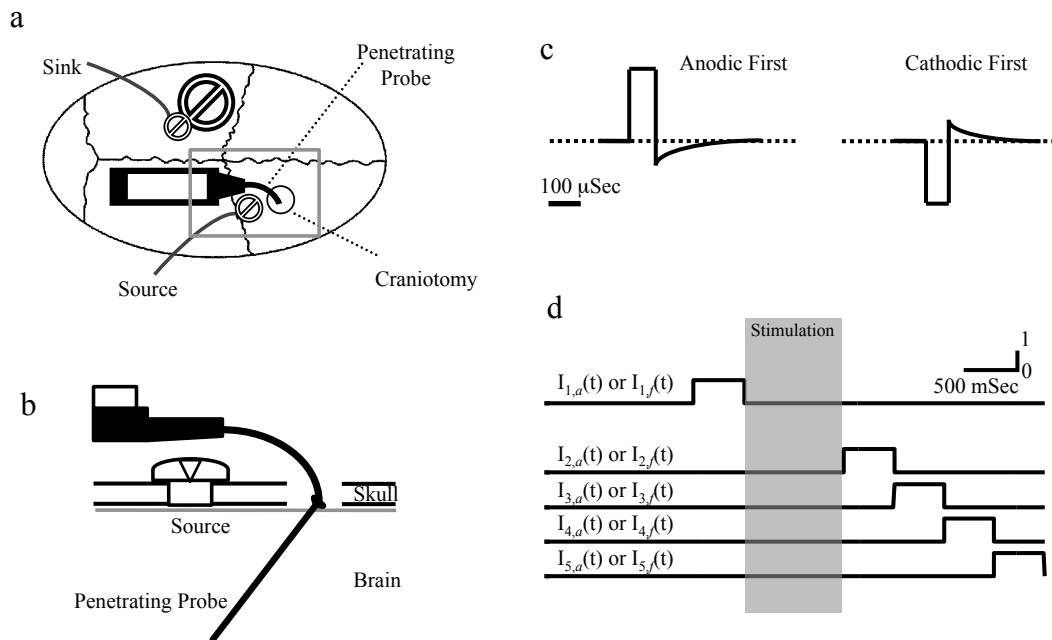 a
Penetrating
Probe
Sink
Source
Craniotomy
b
Skull
Source
Brain
Penetrating Probe
c
Anodic First
Cathodic First
100 μSec
d
Stimulation
1
0
500 mSec
I1,a(t) or I1,f(t)
I2,a(t) or I2,f(t)
I3,a(t) or I3,f(t)
I4,a(t) or I4,f(t)
I5,a(t) or I5,f(t)